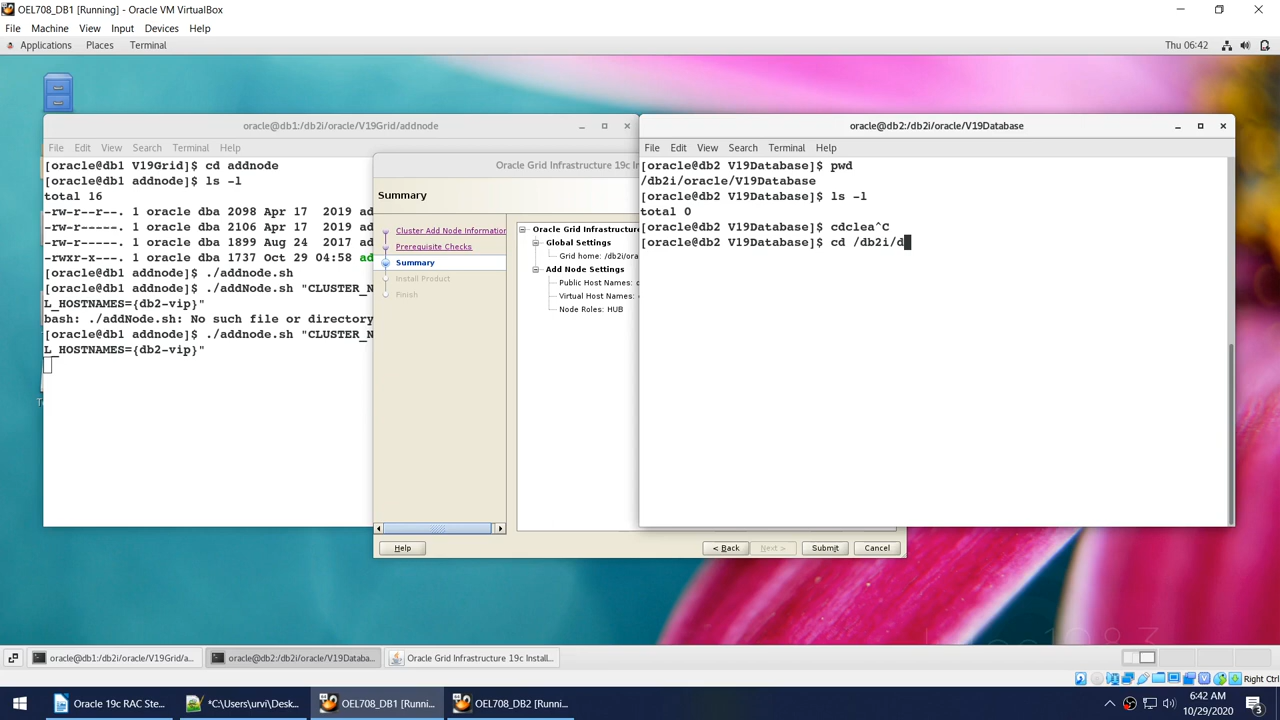 OEL708_DB1 [Running] - Oracle VM VirtualBox
File Machine View Input Devices Help
Applications Places Terminal
Thu 06:42
oracle@db1:/db2i/oracle/V19Grid/addnode
File Edit View Search Terminal Help
[oracle@db1 V19Grid]$ cd addnode
[oracle@db1 addnode]$ ls -l
total 16
-rw-r--r--. 1 oracle dba 2098 Apr 17 2019 ad
-rw-r-----. 1 oracle dba 2106 Apr 17 2019 ad
-rw-r-----. 1 oracle dba 1899 Aug 24 2017 ad
-rwxr-x---. 1 oracle dba 1737 Oct 29 04:58 ad
[oracle@db1 addnode]$ ./addnode.sh
[oracle@db1 addnode]$ ./addNode.sh "CLUSTER_N
L_HOSTNAMES={db2-vip}"
bash: ./addNode.sh: No such file or directory
[oracle@db1 addnode]$ ./addnode.sh "CLUSTER_N
L_HOSTNAMES={db2-vip}"
Oracle Grid Infrastructure 19c In
Summary
Cluster Add Node Information
Prerequisite Checks
Summary
Install Product
Finish
Oracle Grid Infrastructure
Global Settings
Grid home: /db2i/ora
Add Node Settings
Public Host Names:
Virtual Host Names:
Node Roles: HUB
Help
< Back
Next >
Submit
Cancel
oracle@db2:/db2i/oracle/V19Database
File Edit View Search Terminal Help
[oracle@db2 V19Database]$ pwd
/db2i/oracle/V19Database
[oracle@db2 V19Database]$ ls -l
total 0
[oracle@db2 V19Database]$ cdclea^C
[oracle@db2 V19Database]$ cd /db2i/d
oracle@db1:/db2i/oracle/V19Grid/a...
oracle@db2:/db2i/oracle/V19Databa...
Oracle Grid Infrastructure 19c Install...
Right Ctrl
Oracle 19c RAC Ste...
*C:\Users\urvi\Desk...
OEL708_DB1 [Runni...
OEL708_DB2 [Runni...
6:42 AM
10/29/2020
3